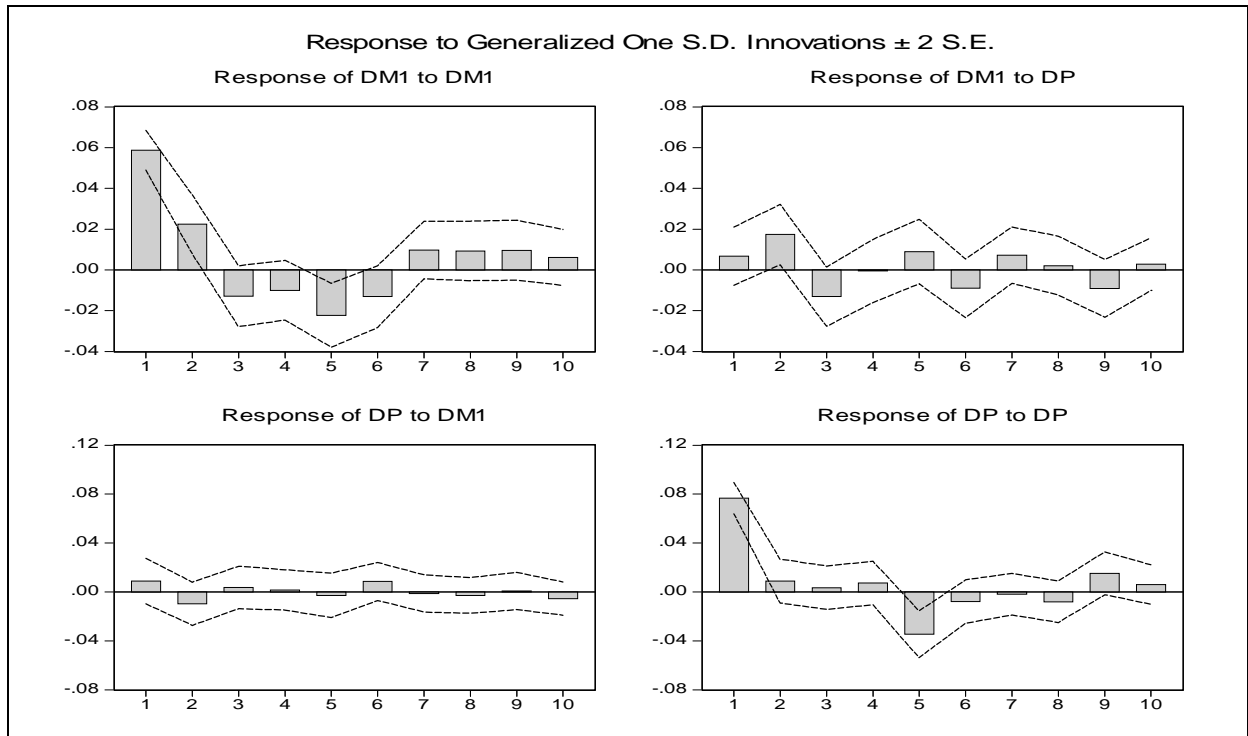 Response to Generalized One S.D. Innovations ± 2 S.E.
Response of DM1 to DM1
.08
.06
.04
.02
.00
-.02
-.04
1 2 3 4 5 6 7 8 9 10
Response of DM1 to DP
.08
.06
.04
.02
.00
-.02
-.04
1 2 3 4 5 6 7 8 9 10
Response of DP to DM1
.12
.08
.04
.00
-.04
-.08
1 2 3 4 5 6 7 8 9 10
Response of DP to DP
.12
.08
.04
.00
-.04
-.08
1 2 3 4 5 6 7 8 9 10